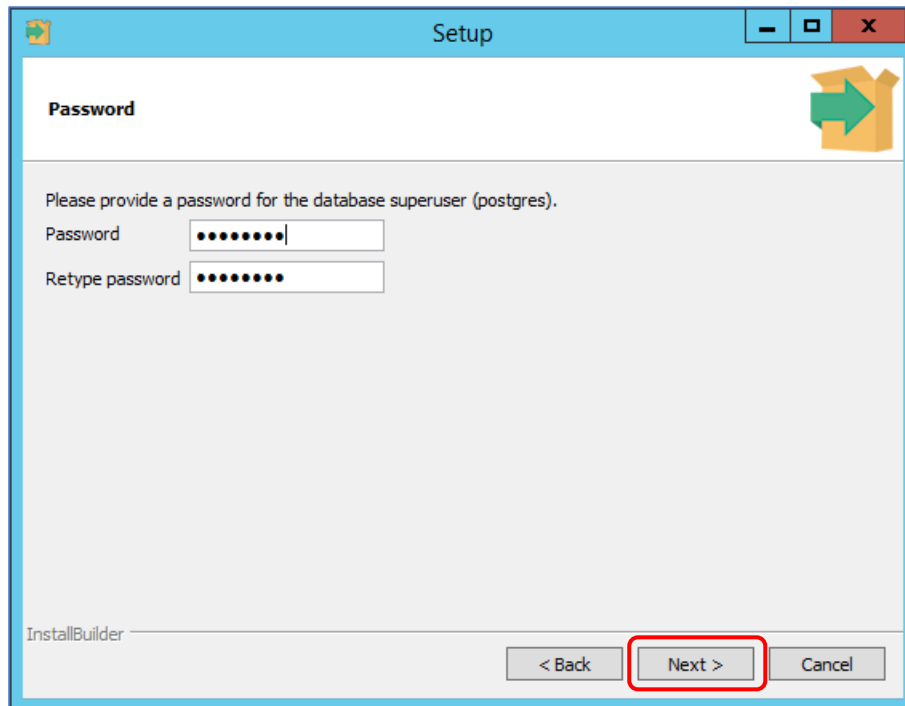 Setup
Password
Please provide a password for the database superuser (postgres).
Password ••••••••
Retype password ••••••••
InstallBuilder
< Back Next > Cancel